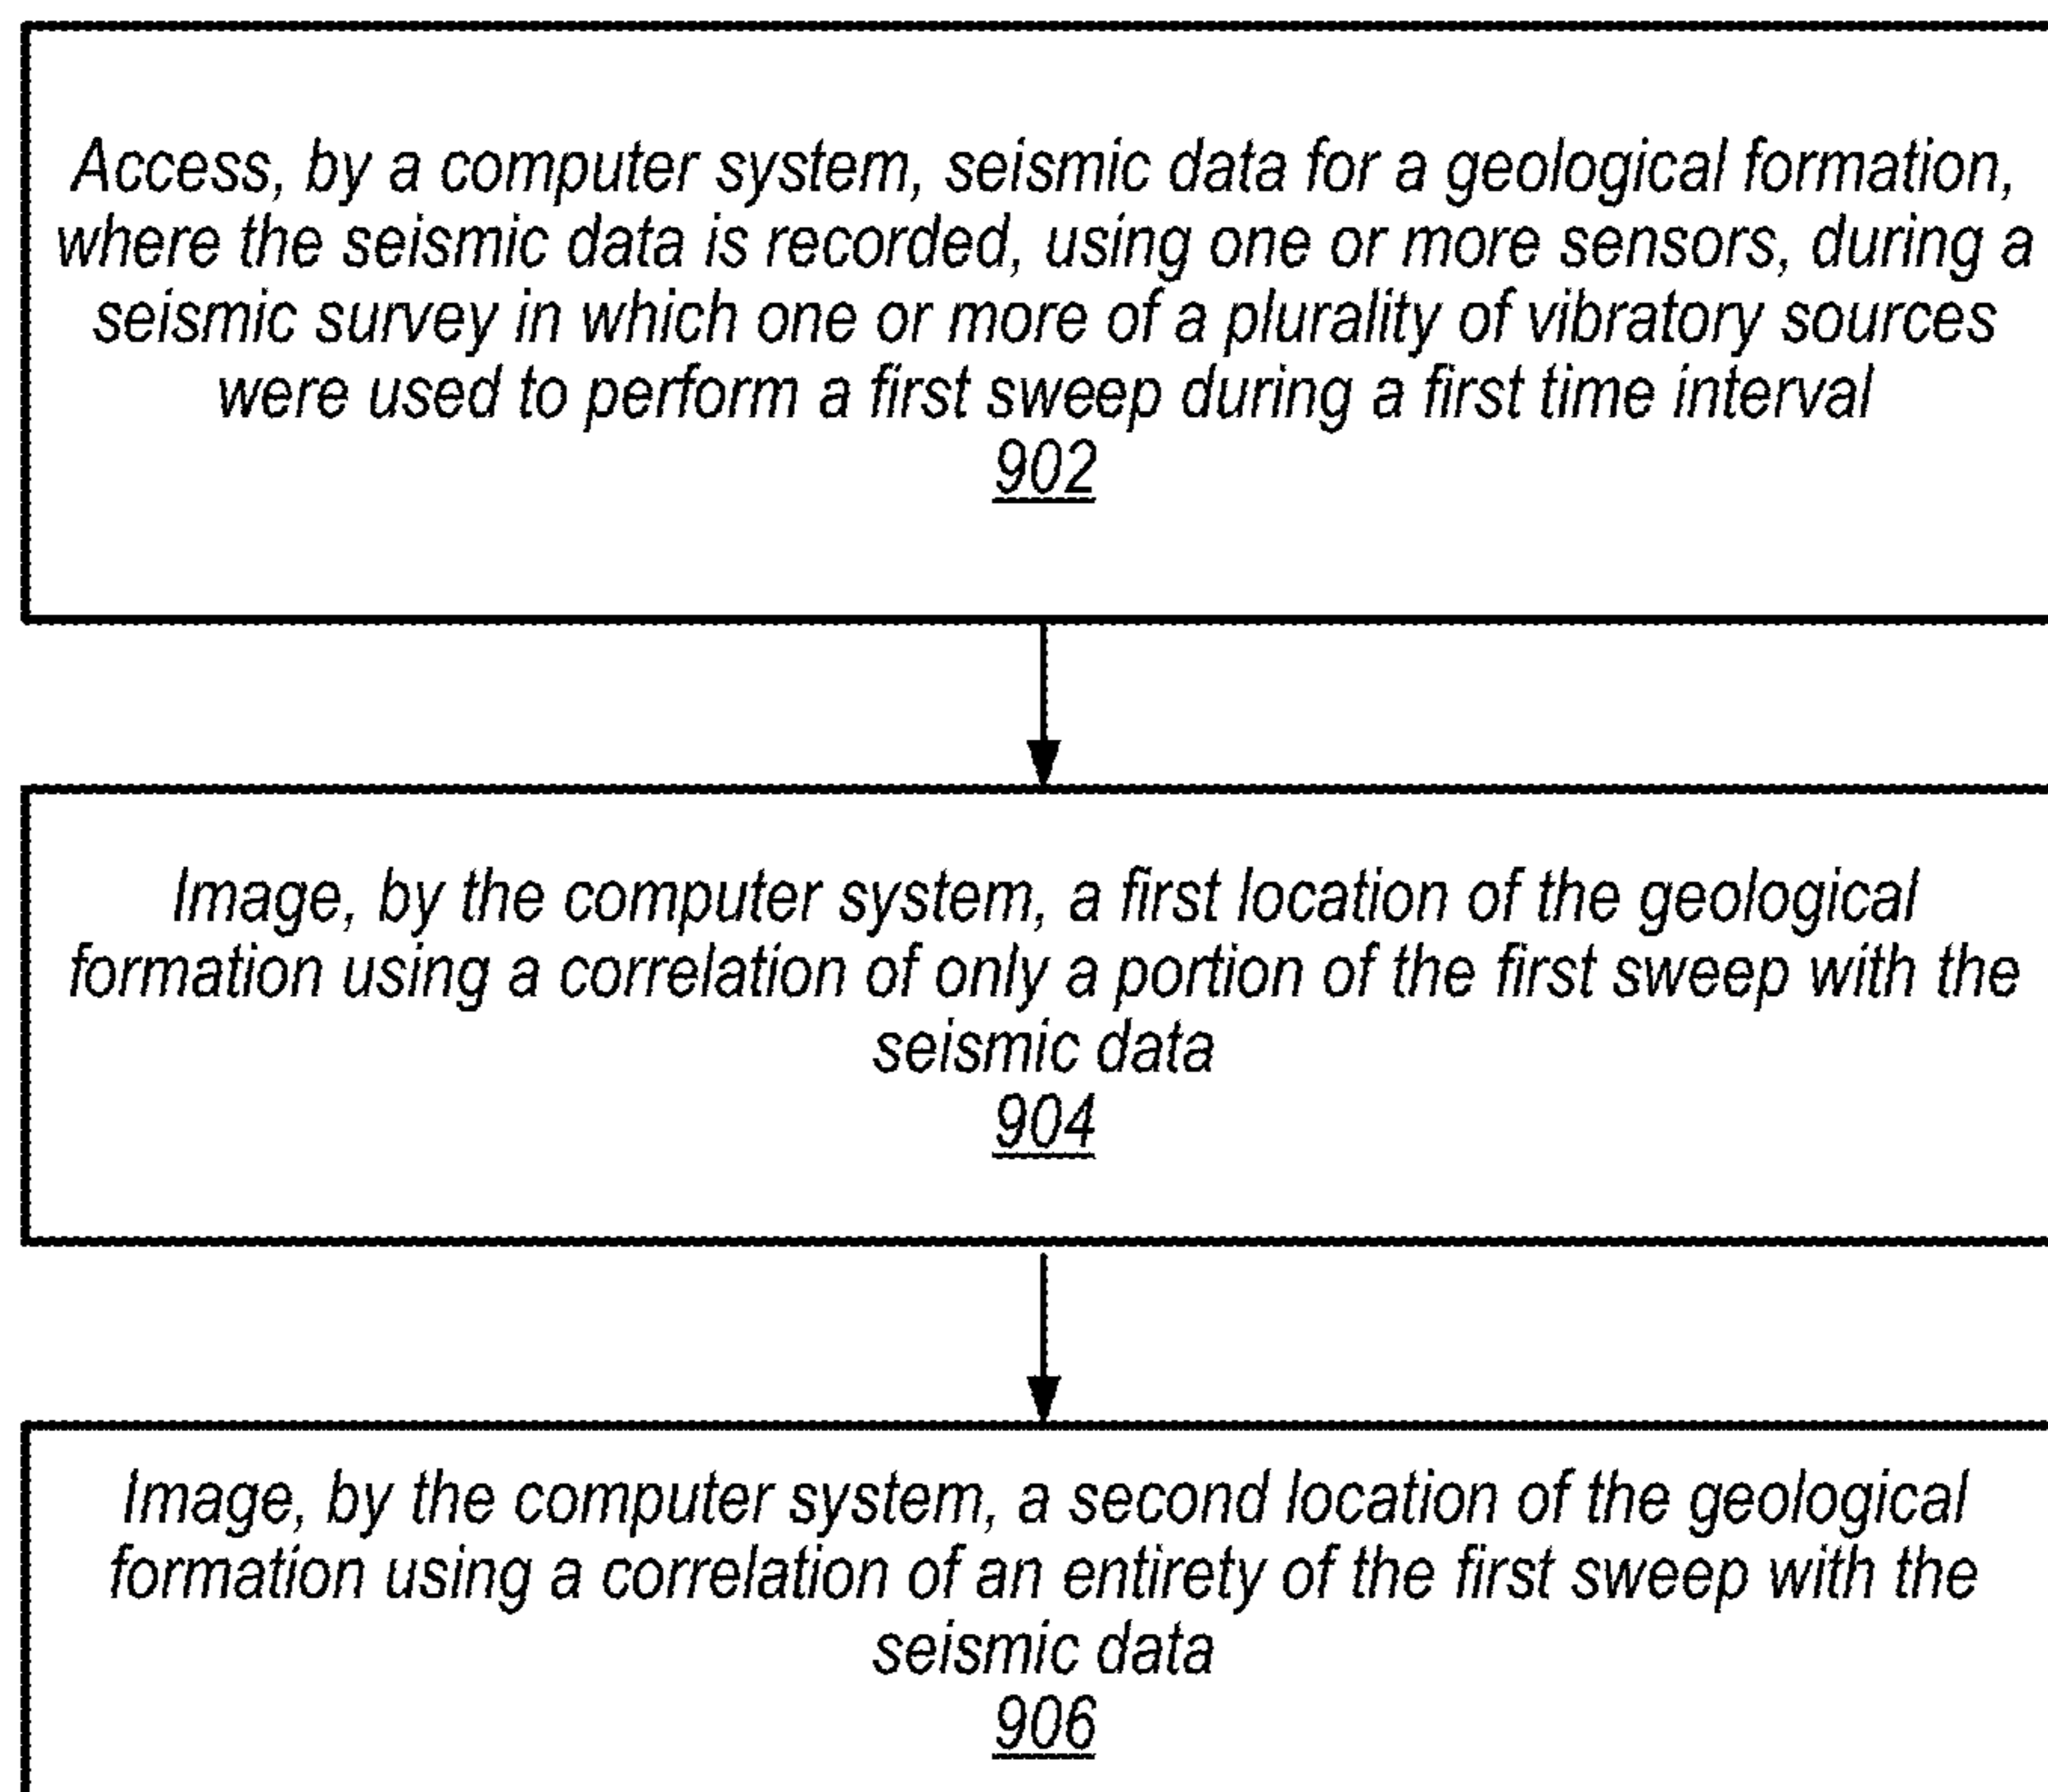 Access, by a computer system, seismic data for a geological formation,
where the seismic data is recorded, using one or more sensors, during a
seismic survey in which one or more of a plurality of vibratory sources
were used to perform a first sweep during a first time interval
902
Image, by the computer system, a first location of the geological
formation using a correlation of only a portion of the first sweep with the
seismic data
904
Image, by the computer system, a second location of the geological
formation using a correlation of an entirety of the first sweep with the
seismic data
906